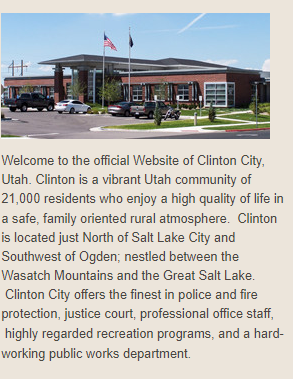 Welcome to the official Website of Clinton City,
Utah. Clinton is a vibrant Utah community of
21,000 residents who enjoy a high quality of life in
a safe, family oriented rural atmosphere.  Clinton
is located just North of Salt Lake City and
Southwest of Ogden; nestled between the
Wasatch Mountains and the Great Salt Lake.
 Clinton City offers the finest in police and fire
protection, justice court, professional office staff,
 highly regarded recreation programs, and a hard-
working public works department.